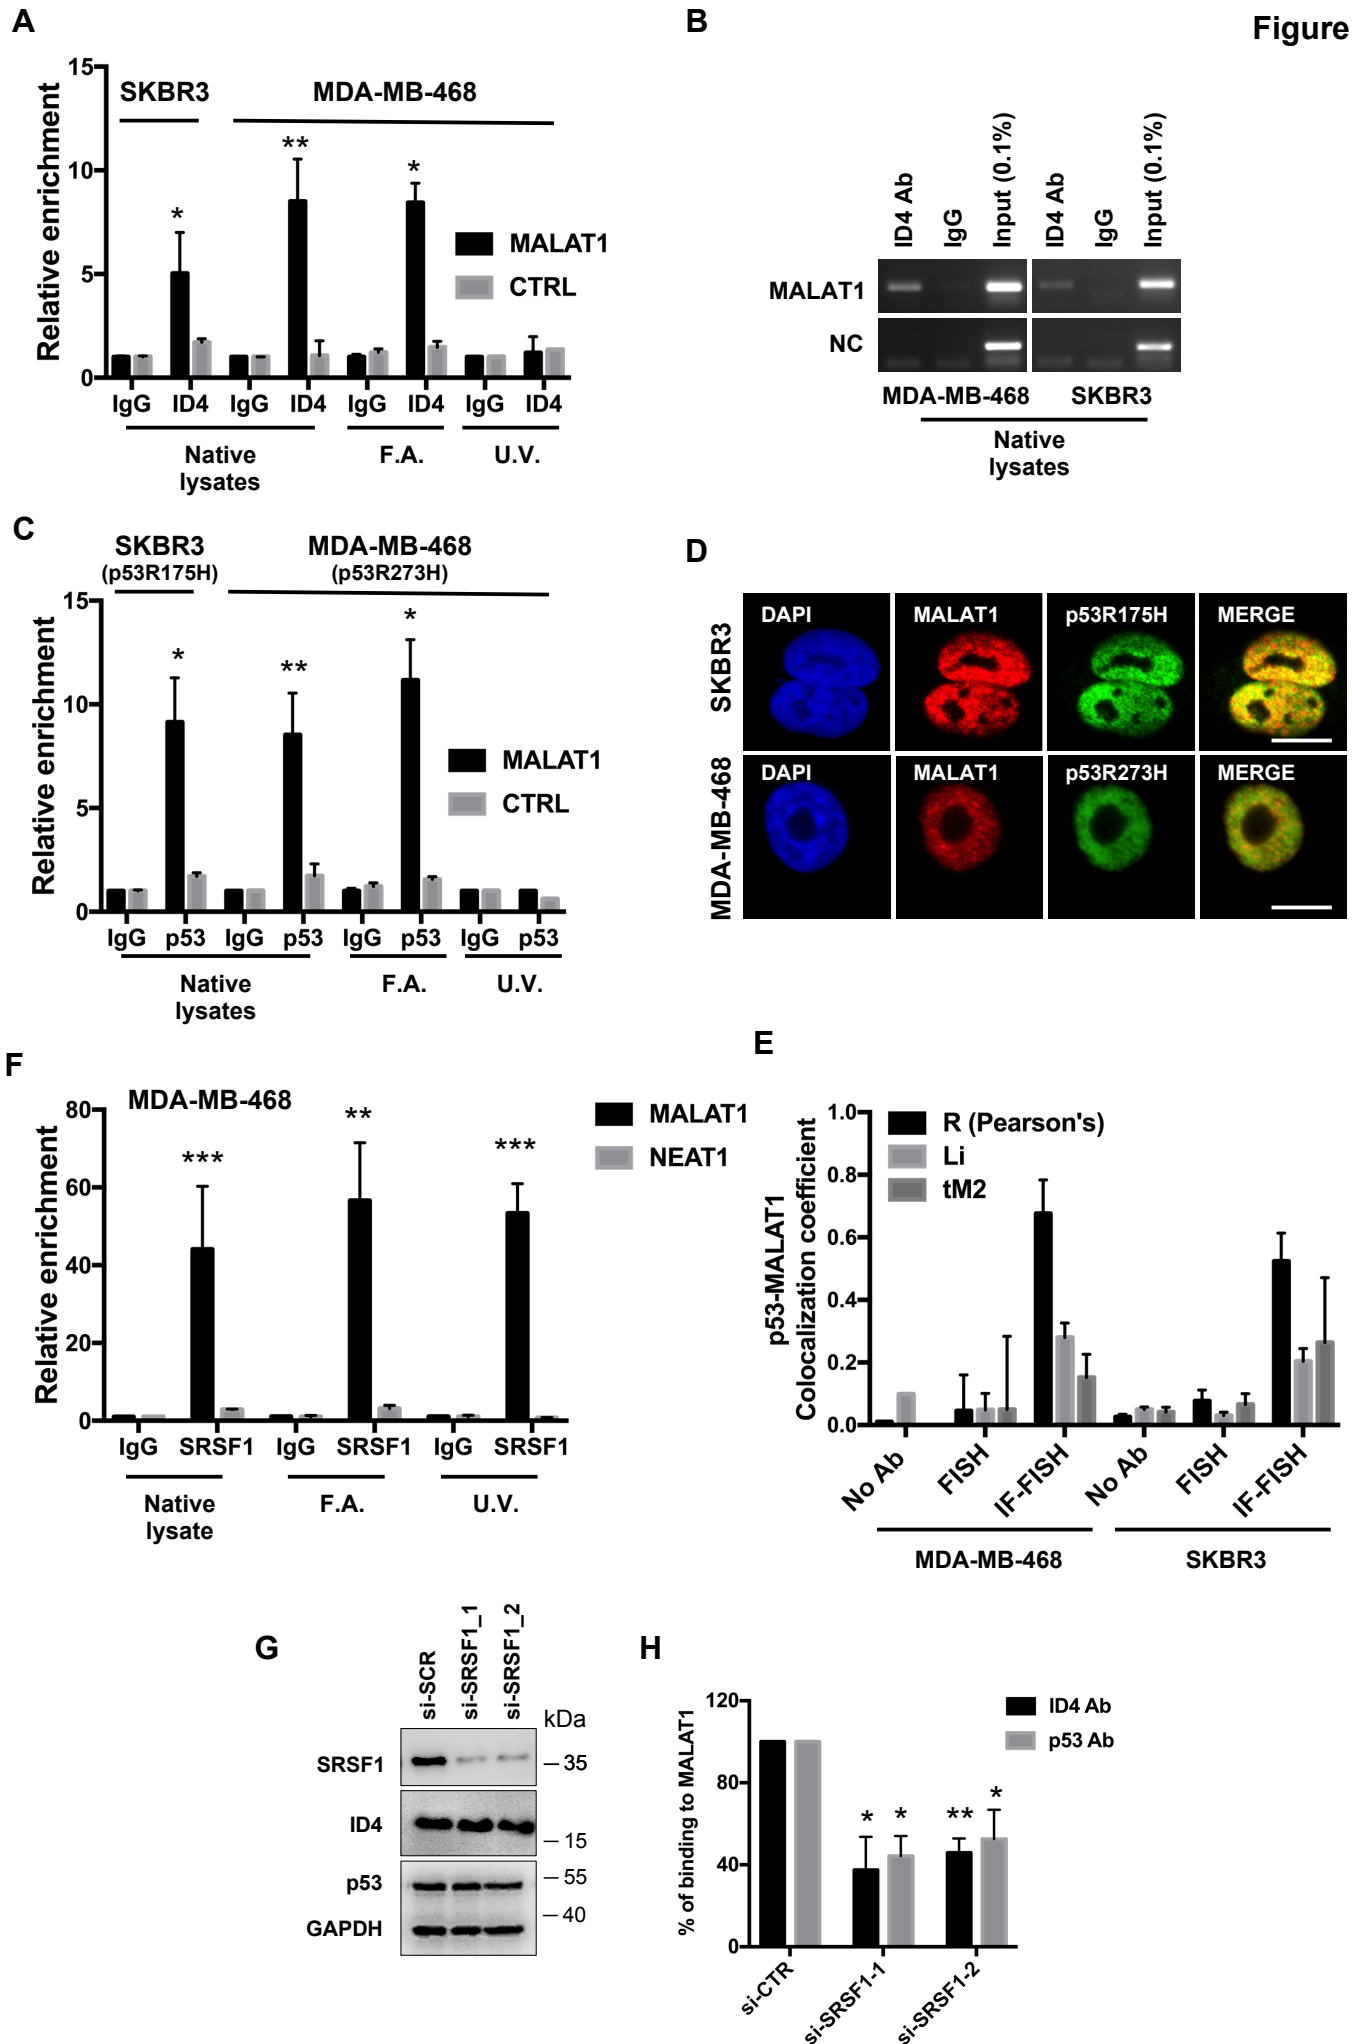 Figure
A
15
10
5
0
Relative enrichment
SKBR3
MDA-MB-468
*
**
*
MALAT1
CTRL
IgG ID4 IgG ID4 IgG ID4 IgG ID4
Native
lysates
F.A.
U.V.
B
ID4 Ab
IgG
Input (0.1%)
ID4 Ab
IgG
Input (0.1%)
MALAT1
NC
MDA-MB-468 SKBR3
Native
lysates
C
SKBR3
(p53R175H)
MDA-MB-468
(p53R273H)
15
10
5
0
Relative enrichment
*
**
*
MALAT1
CTRL
IgG p53 IgG p53 IgG p53 IgG p53
Native
lysates
F.A.
U.V.
D
SKBR3
DAPI MALAT1 p53R175H MERGE
MDA-MB-468
DAPI MALAT1 p53R273H MERGE
E
1.0
0.8
0.6
0.4
0.2
0.0
p53-MALAT1
Colocalization coefficient
R (Pearson's)
Li
tM2
No Ab
FISH
IF-FISH
No Ab
FISH
IF-FISH
MDA-MB-468
SKBR3
F
MDA-MB-468
80
60
40
20
0
Relative enrichment
***
**
***
MALAT1
NEAT1
IgG SRSF1 IgG SRSF1 IgG SRSF1
Native
lysate
F.A.
U.V.
G
si-SCR
si-SRSF1_1
si-SRSF1_2
kDa
SRSF1
35
ID4
15
p53
55
40
GAPDH
H
120
80
40
0
% of binding to MALAT1
ID4 Ab
p53 Ab
*
*
**
*
si-CTR
si-SRSF1-1
si-SRSF1-2